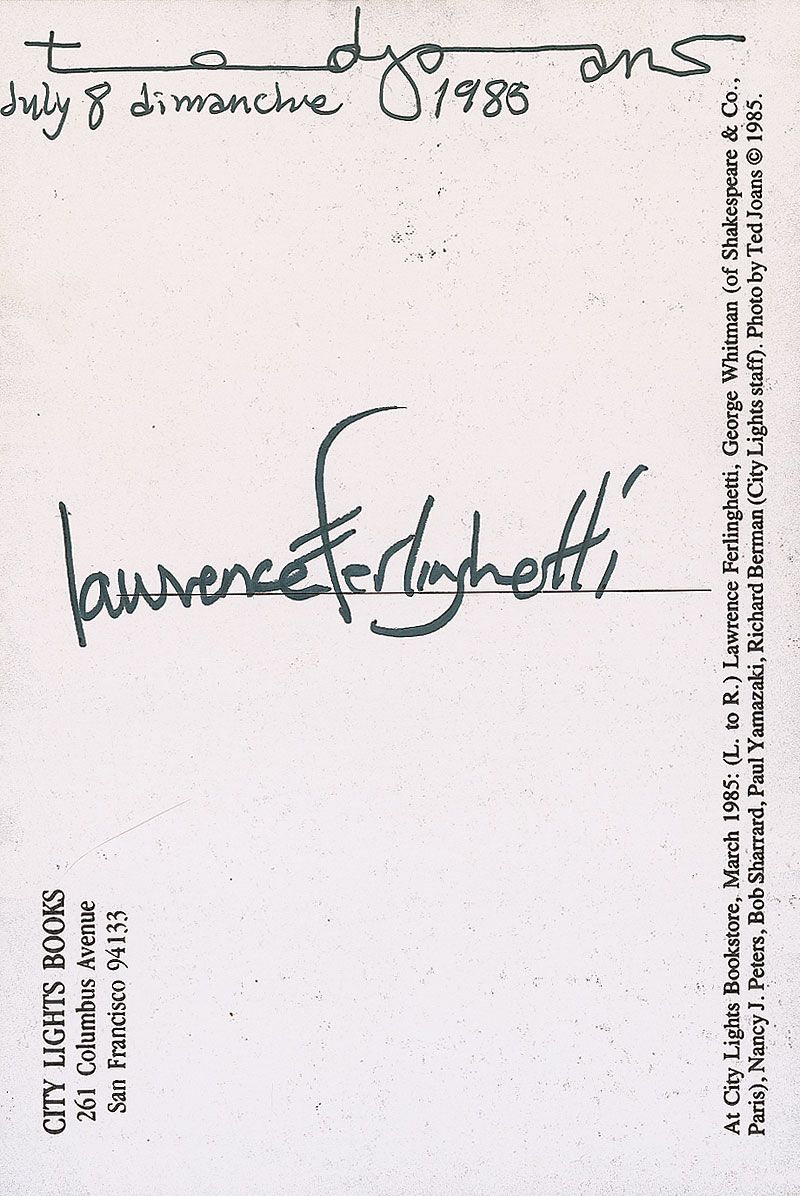 ted joans
July 8 dimanche 1985
lawrence Ferlinghetti
CITY LIGHTS BOOKS
261 Columbus Avenue
San Francisco 94133
At City Lights Bookstore, March 1985: (L. to R.) Lawrence Ferlinghetti, George Whitman (of Shakespeare & Co.,
Paris), Nancy J. Peters, Bob Sharrard, Paul Yamazaki, Richard Berman (City Lights staff). Photo by Ted Joans © 1985.